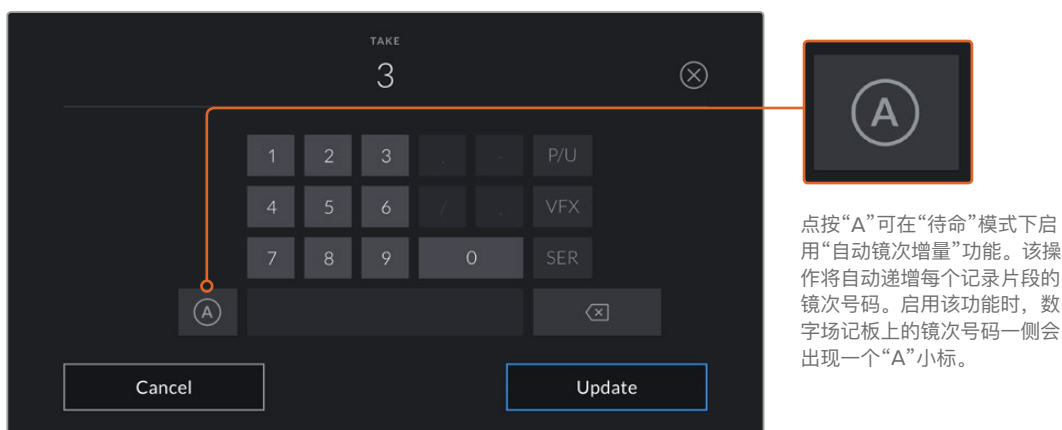 TAKE
3
1 2 3 , - P/U
4 5 6 / . VFX
7 8 9 0 SER
A
Cancel Update
A
点按“A”可在“待命”模式下启
用“自动镜次增量”功能。该操
作将自动递增每个记录片段的
镜次号码。启用该功能时，数
字场记板上的镜次号码一侧会
出现一个“A”小标。